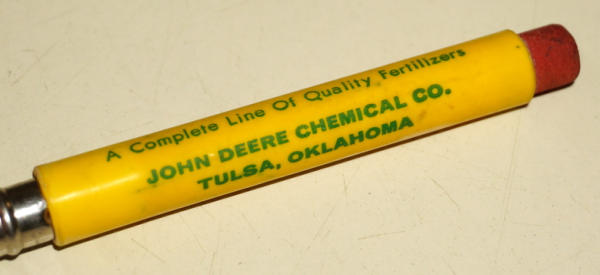 A Complete Line Of Quality Fertilizers
JOHN DEERE CHEMICAL CO.
TULSA, OKLAHOMA